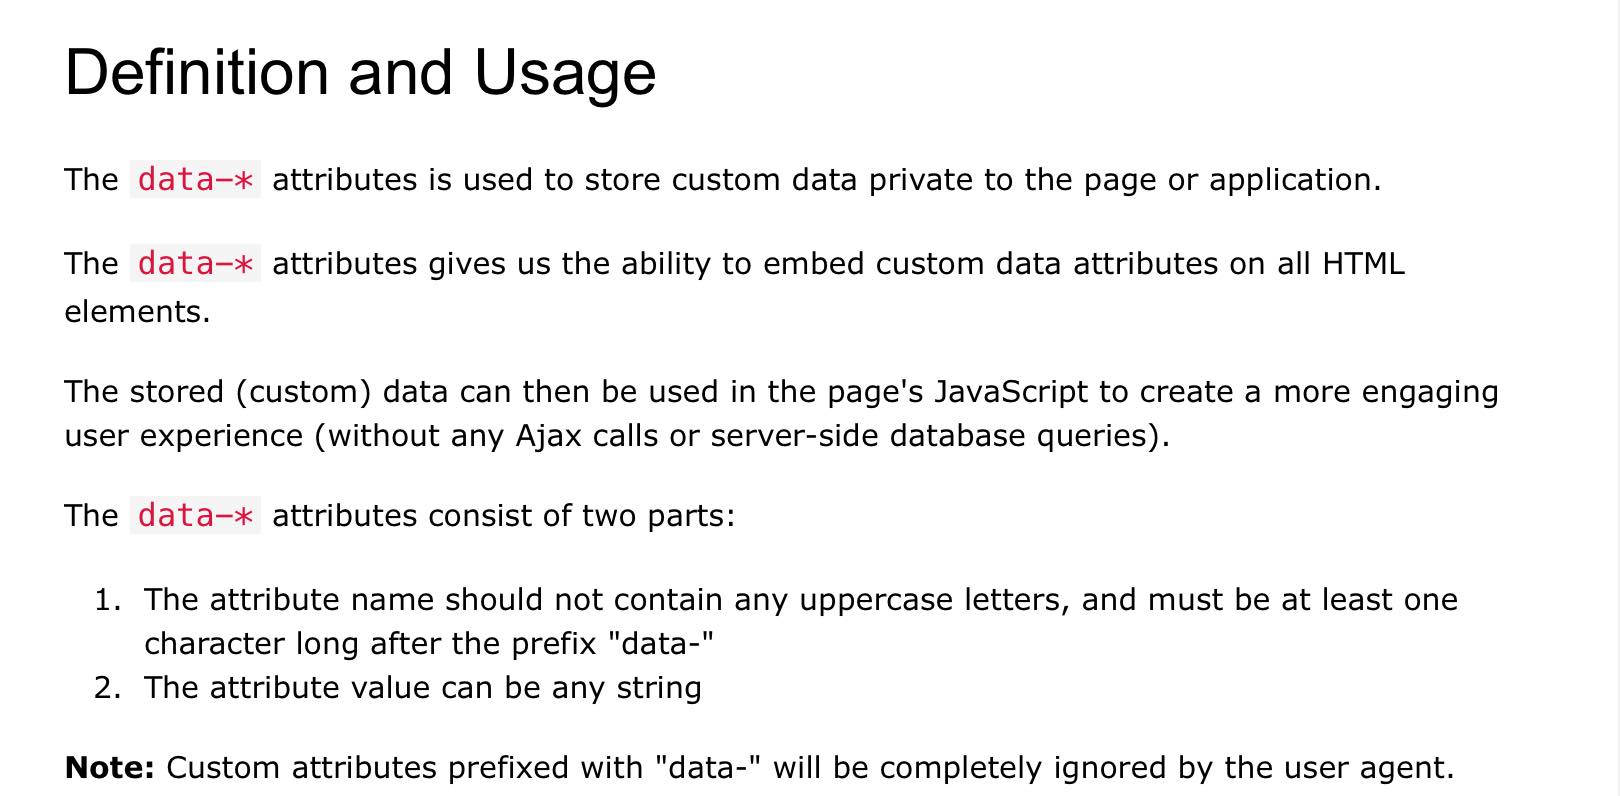 Definition and Usage
The data-* attributes is used to store custom data private to the page or application.
The data-* attributes gives us the ability to embed custom data attributes on all HTML
elements.
The stored (custom) data can then be used in the page's JavaScript to create a more engaging
user experience (without any Ajax calls or server-side database queries).
The data-* attributes consist of two parts:
1. The attribute name should not contain any uppercase letters, and must be at least one
character long after the prefix "data-"
2. The attribute value can be any string
Note: Custom attributes prefixed with "data-" will be completely ignored by the user agent.